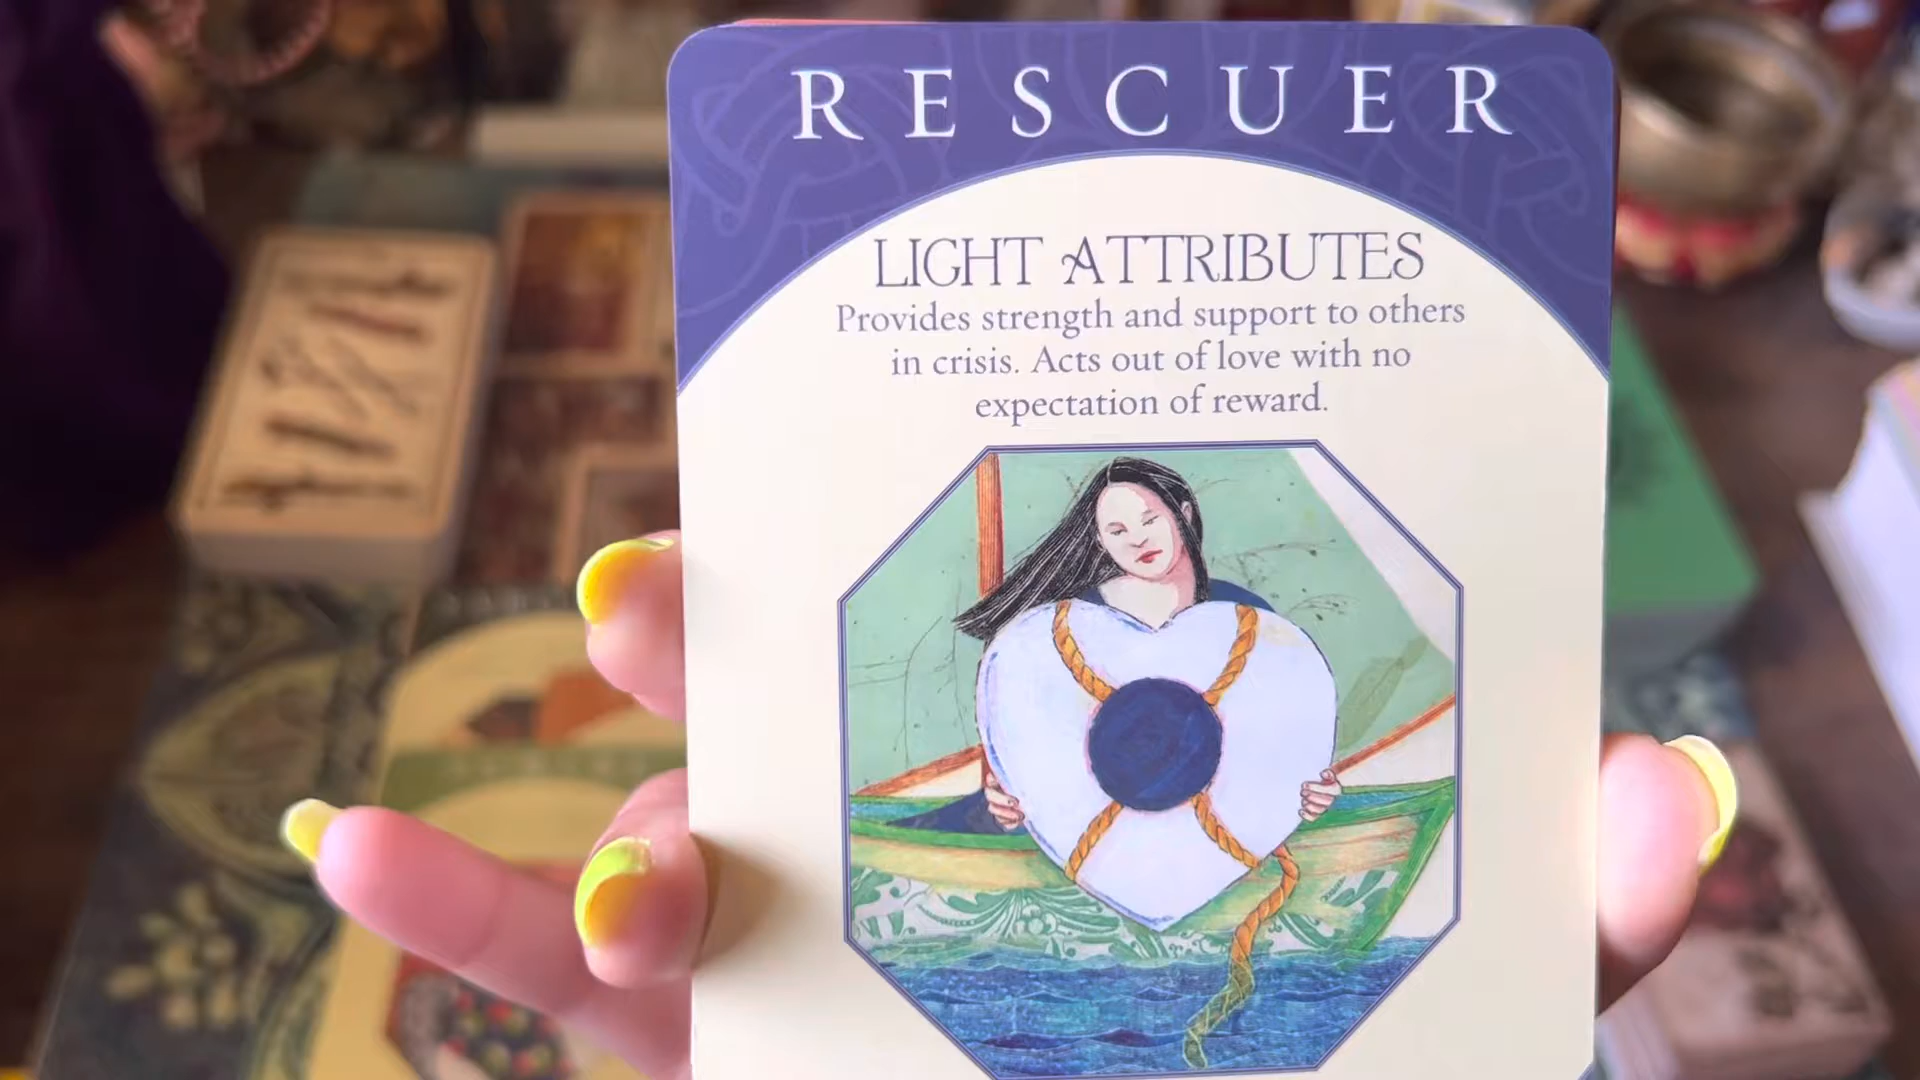 RESCUER
LIGHT ATTRIBUTES
Provides strength and support to others
in crisis. Acts out of love with no
expectation of reward.